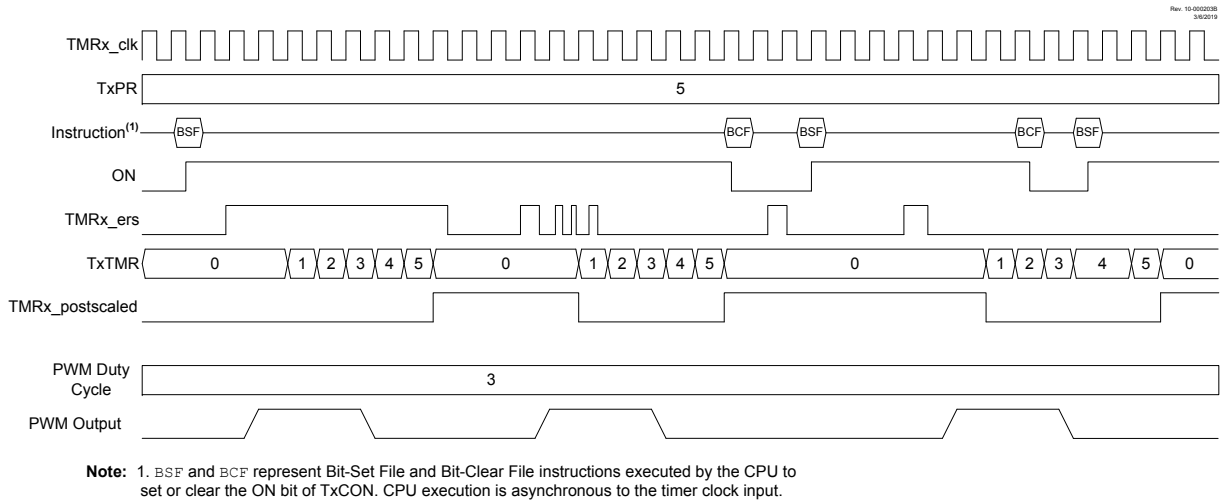 Rev. 10-000203B
3/6/2019
TMRx_clk
TxPR
5
Instruction(1)
BSF
BCF
BSF
BCF
BSF
ON
TMRx_ers
TxTMR
0 1 2 3 4 5 0 1 2 3 4 5 0 1 2 3 4 5 0
TMRx_postscaled
PWM Duty
Cycle
3
PWM Output
Note: 1. BSF and BCF represent Bit-Set File and Bit-Clear File instructions executed by the CPU to
set or clear the ON bit of TxCON. CPU execution is asynchronous to the timer clock input.